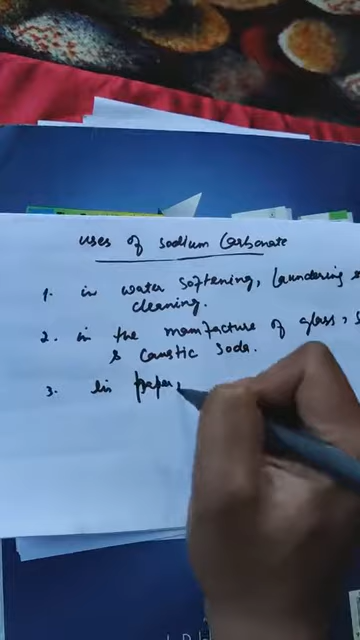 uses of sodium Carbonate
1. in water softening, laundering &
cleaning.
2. in the manufacture of glass,
& Caustic Soda.
3. In paper,